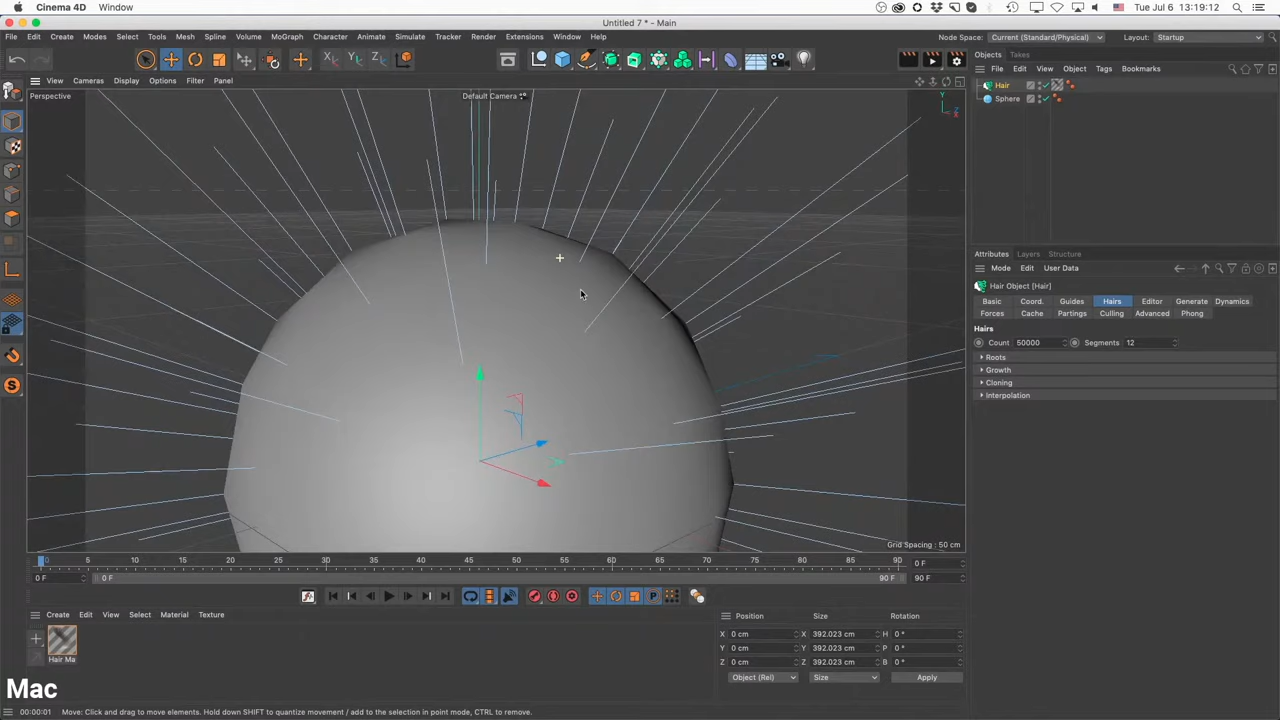 Cinema 4D Window Tue Jul 6 13:19:12
Untitled 7 * - Main
File Edit Create Modes Select Tools Mesh Spline Volume MoGraph Character Animate Simulate Tracker Render Extensions Window Help Node Space: Current (Standard/Physical) Layout: Startup
X Y Z
Objects Takes
File Edit View Object Tags Bookmarks
Hair
Sphere
View Cameras Display Options Filter Panel
Perspective Default Camera
Y Z X
Grid Spacing : 50 cm
Attributes Layers Structure
Mode Edit User Data
Hair Object [Hair]
Basic Coord. Guides Hairs Editor Generate Dynamics
Forces Cache Partings Culling Advanced Phong
Hairs
Count 50000 Segments 12
Roots
Growth
Cloning
Interpolation
0 5 10 15 20 25 30 35 40 45 50 55 60 65 70 75 80 85 90 0 F
0 F 0 F 90 F 90 F
P
Create Edit View Select Material Texture
Hair Ma
Position Size Rotation
X 0 cm X 392.023 cm H 0 °
Y 0 cm Y 392.023 cm P 0 °
Z 0 cm Z 392.023 cm B 0 °
Object (Rel) Size Apply
Mac
00:00:01 Move: Click and drag to move elements. Hold down SHIFT to quantize movement / add to the selection in point mode, CTRL to remove.